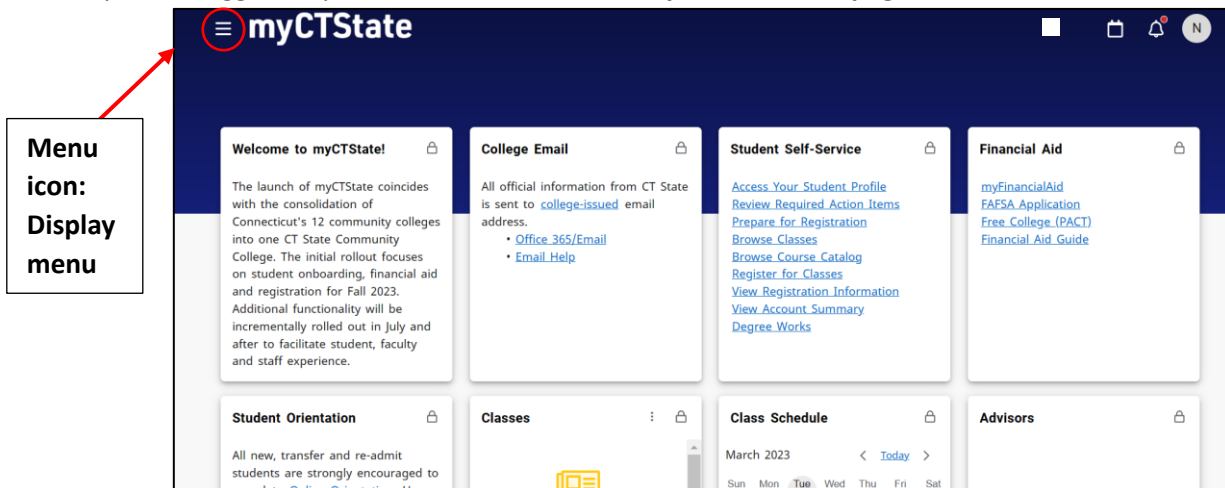 myCTState
N
Menu
icon:
Display
menu
Welcome to myCTState!
The launch of myCTState coincides
with the consolidation of
Connecticut's 12 community colleges
into one CT State Community
College. The initial rollout focuses
on student onboarding, financial aid
and registration for Fall 2023.
Additional functionality will be
incrementally rolled out in July and
after to facilitate student, faculty
and staff experience.
College Email
All official information from CT State
is sent to college-issued email
address.
• Office 365/Email
• Email Help
Student Self-Service
Access Your Student Profile
Review Required Action Items
Prepare for Registration
Browse Classes
Browse Course Catalog
Register for Classes
View Registration Information
View Account Summary
Degree Works
Financial Aid
myFinancialAid
FAFSA Application
Free College (PACT)
Financial Aid Guide
Student Orientation
All new, transfer and re-admit
students are strongly encouraged to
Classes
Class Schedule
March 2023 < Today >
Sun Mon Tue Wed Thu Fri Sat
Advisors